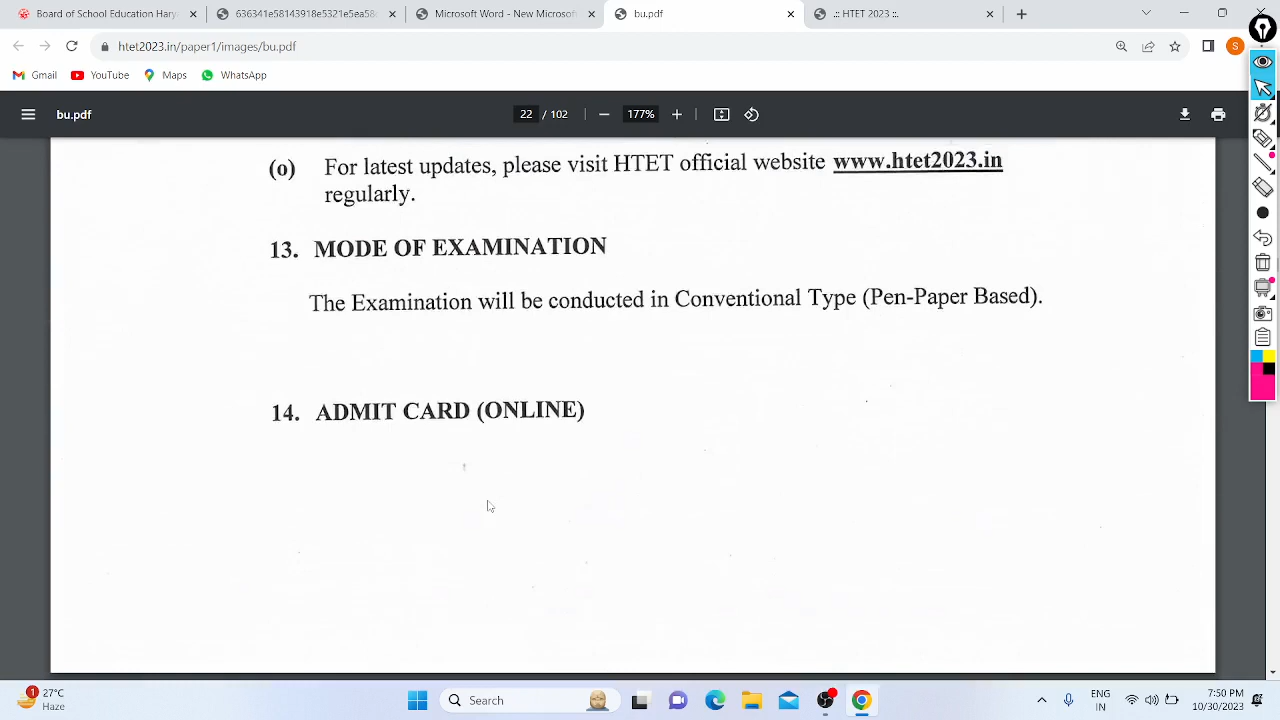 Board of School Education Hary
636341e58143918e5321e5ea58
Microsoft Word - New Microsoft
bu.pdf
:: HTET 2023 ::
htet2023.in/paper1/images/bu.pdf
S
Gmail
YouTube
Maps
WhatsApp
bu.pdf
22 / 102
177%
(o) For latest updates, please visit HTET official website www.htet2023.in
regularly.
13. MODE OF EXAMINATION
The Examination will be conducted in Conventional Type (Pen-Paper Based).
14. ADMIT CARD (ONLINE)
1
27°C
Haze
Search
ENG
IN
7:50 PM
10/30/2023